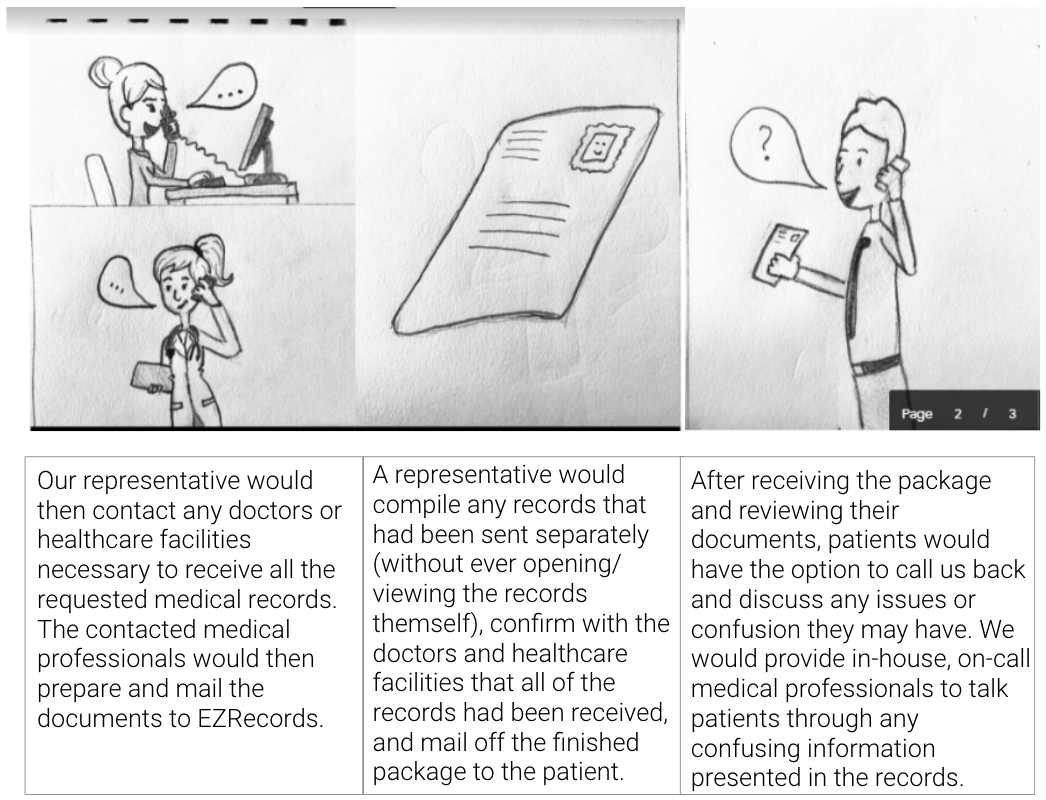 ...
...
?
Page 2 / 3
Our representative would
then contact any doctors or
healthcare facilities
necessary to receive all the
requested medical records.
The contacted medical
professionals would then
prepare and mail the
documents to EZRecords.
A representative would
compile any records that
had been sent separately
(without ever opening/
viewing the records
themself), confirm with the
doctors and healthcare
facilities that all of the
records had been received,
and mail off the finished
package to the patient.
After receiving the package
and reviewing their
documents, patients would
have the option to call us back
and discuss any issues or
confusion they may have. We
would provide in-house, on-call
medical professionals to talk
patients through any
confusing information
presented in the records.